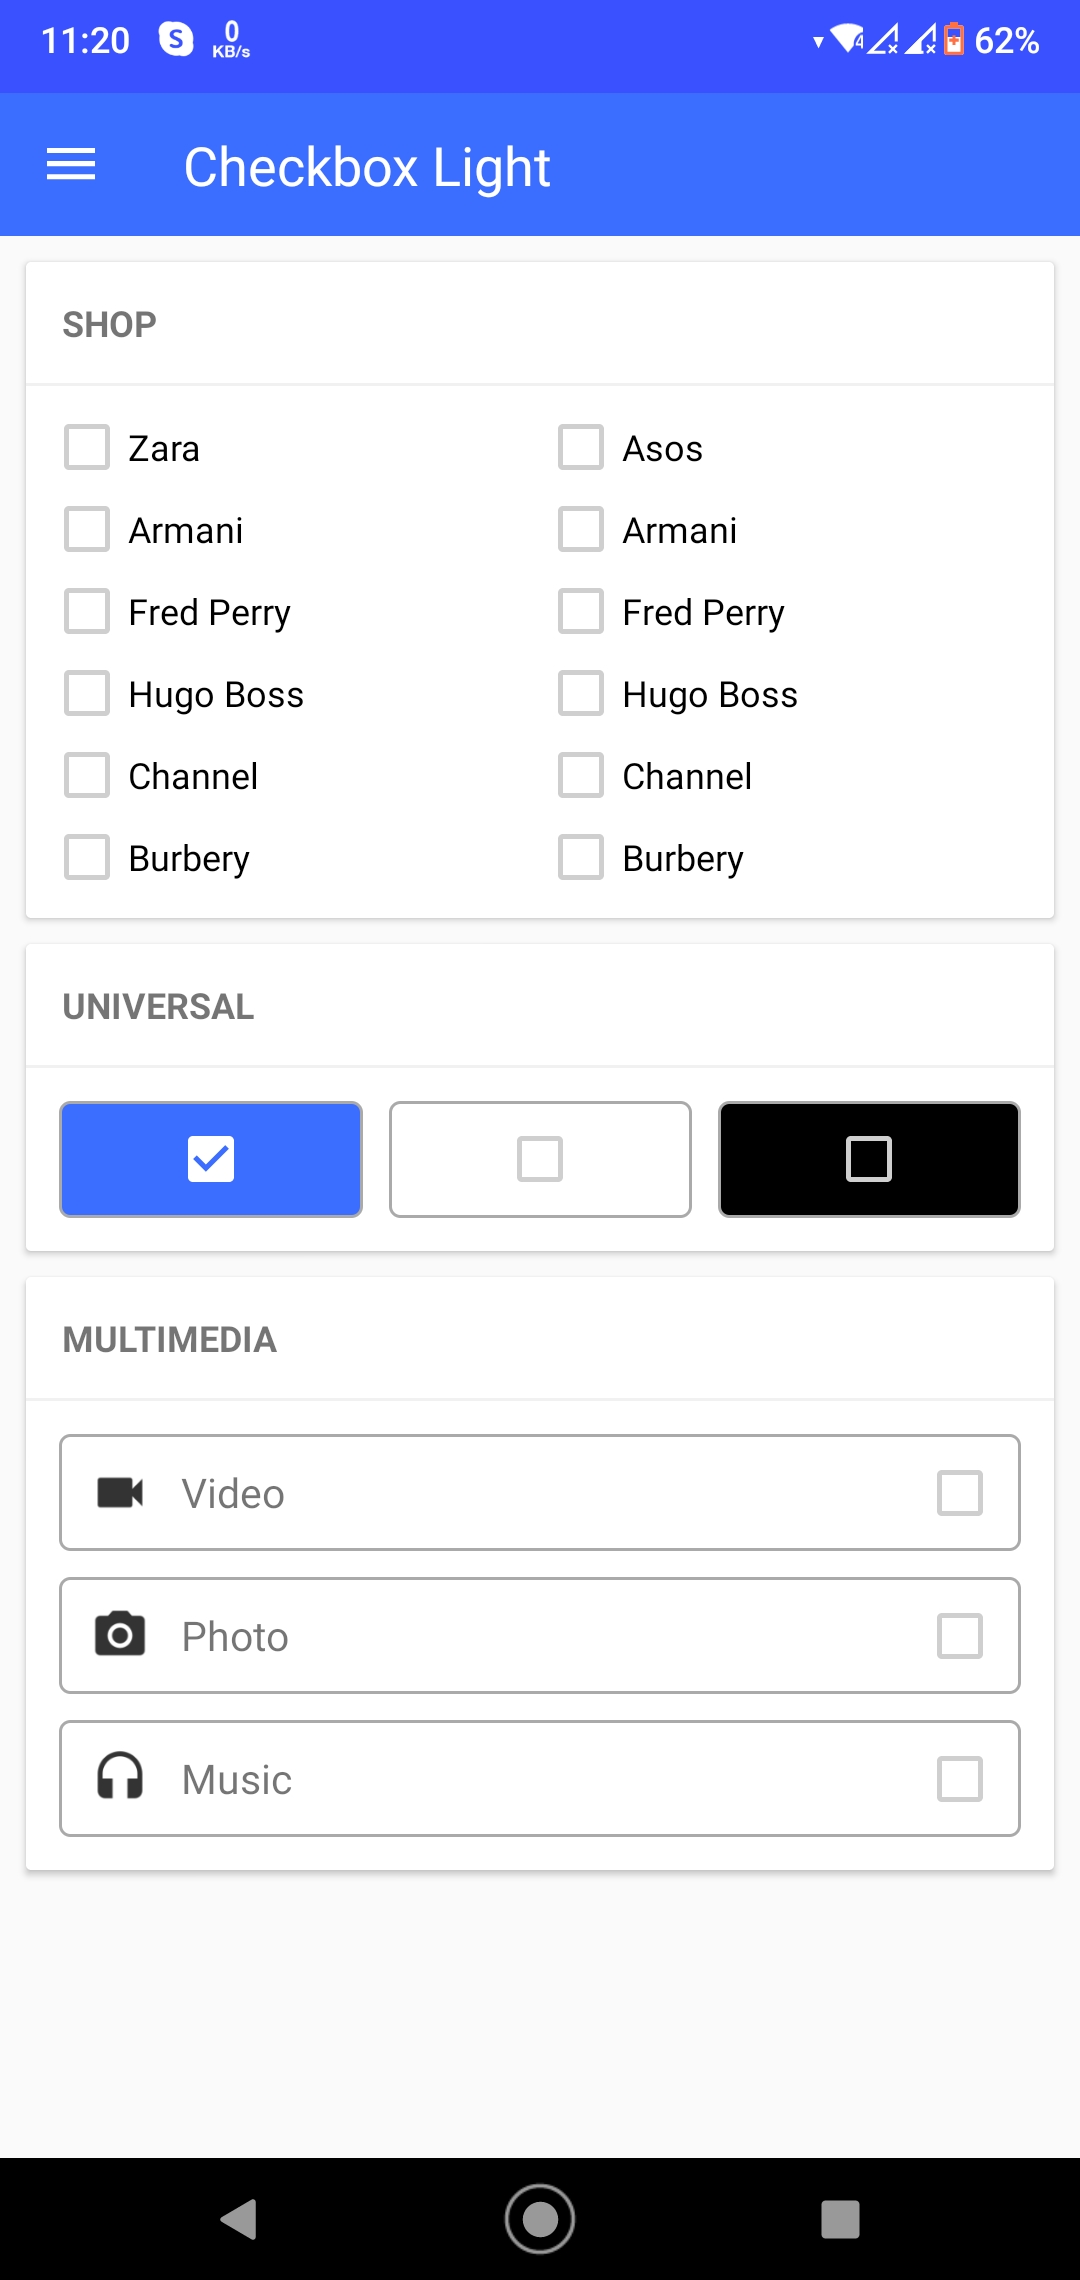 11:20 S 0 KB/s 4 62%
Checkbox Light
SHOP
Zara Asos
Armani Armani
Fred Perry Fred Perry
Hugo Boss Hugo Boss
Channel Channel
Burbery Burbery
UNIVERSAL
MULTIMEDIA
Video
Photo
Music